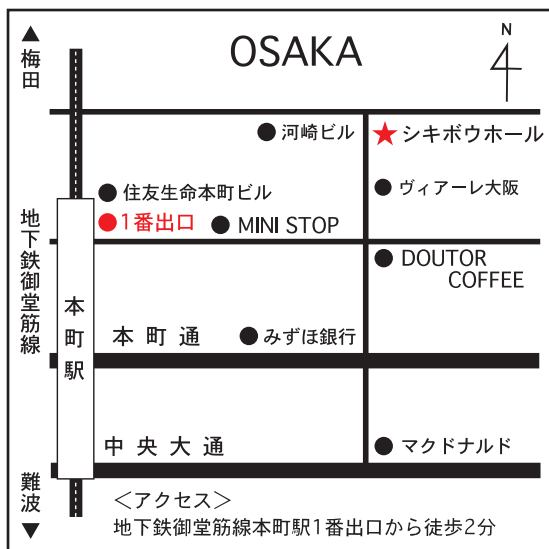 ▲
梅田
OSAKA
N
● 河崎ビル
★ シキボウホール
● 住友生命本町ビル
● ヴィアーレ大阪
● 1番出口
● MINI STOP
地下鉄御堂筋線
本町駅
● DOUTOR
COFFEE
本町通
● みずほ銀行
中央大通
● マクドナルド
難波
▼
＜アクセス＞
地下鉄御堂筋線本町駅1番出口から徒歩2分